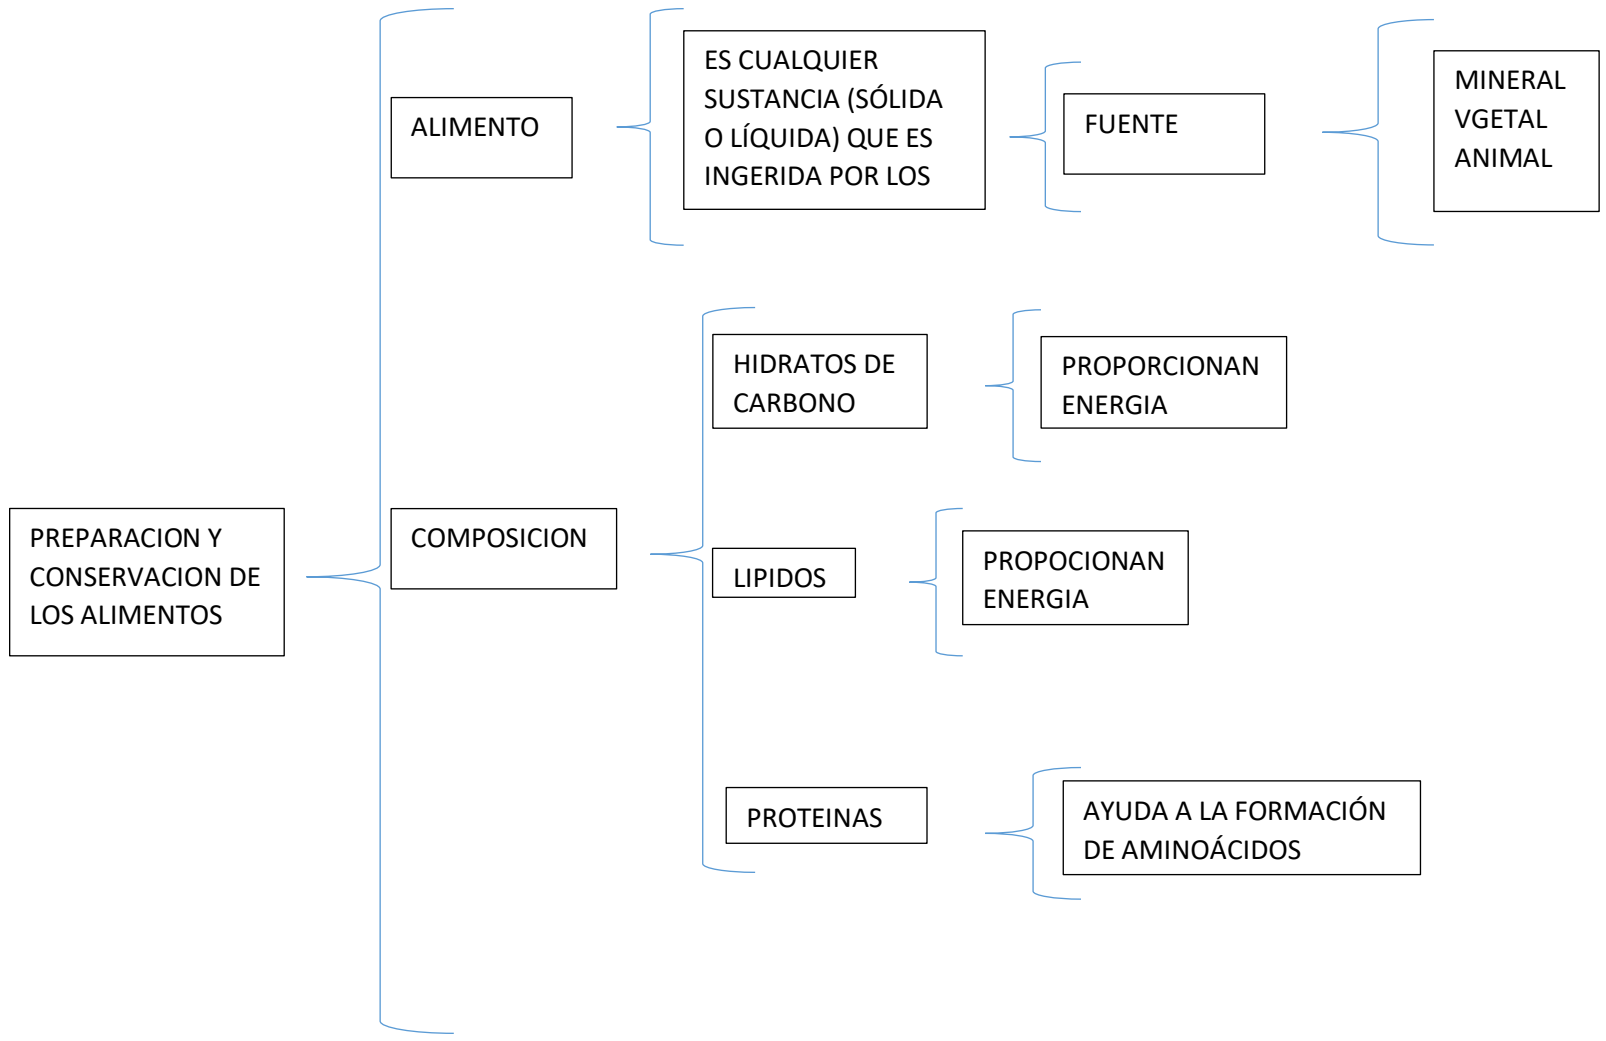 PREPARACION Y
CONSERVACION DE
LOS ALIMENTOS
ALIMENTO
ES CUALQUIER
SUSTANCIA (SÓLIDA
O LÍQUIDA) QUE ES
INGERIDA POR LOS
FUENTE
MINERAL
VGETAL
ANIMAL
COMPOSICION
HIDRATOS DE
CARBONO
PROPORCIONAN
ENERGIA
LIPIDOS
PROPOCIONAN
ENERGIA
PROTEINAS
AYUDA A LA FORMACIÓN
DE AMINOÁCIDOS